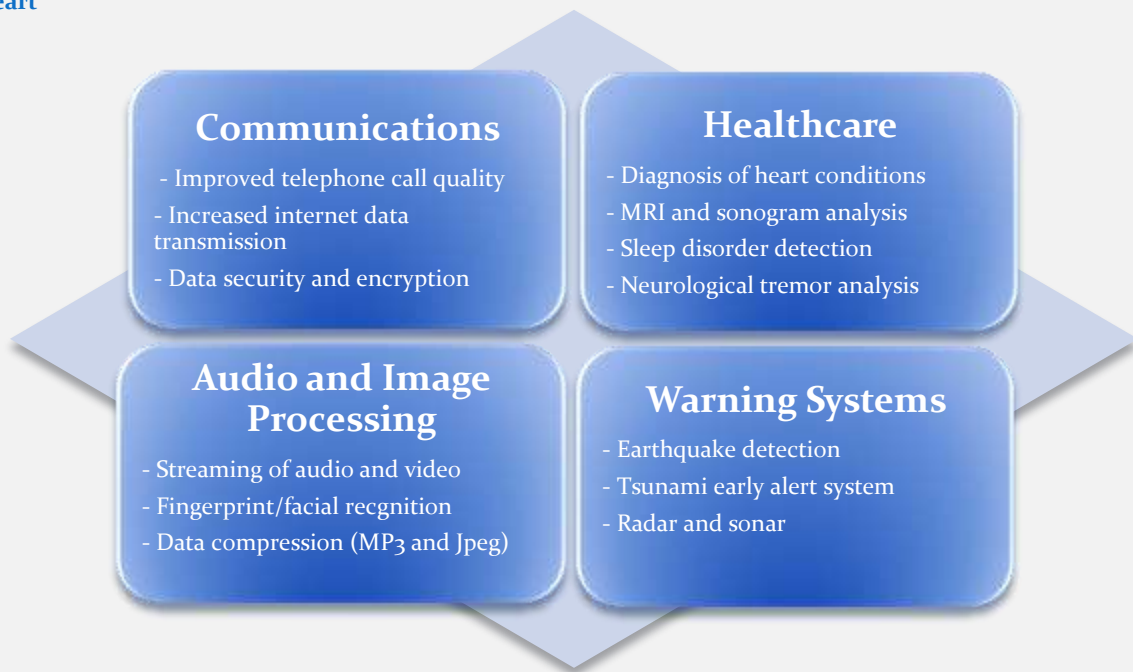 Communications
- Improved telephone call quality
- Increased internet data
transmission
- Data security and encryption
Healthcare
- Diagnosis of heart conditions
- MRI and sonogram analysis
- Sleep disorder detection
- Neurological tremor analysis
Audio and Image
Processing
- Streaming of audio and video
- Fingerprint/facial recgnition
- Data compression (MP3 and Jpeg)
Warning Systems
- Earthquake detection
- Tsunami early alert system
- Radar and sonar